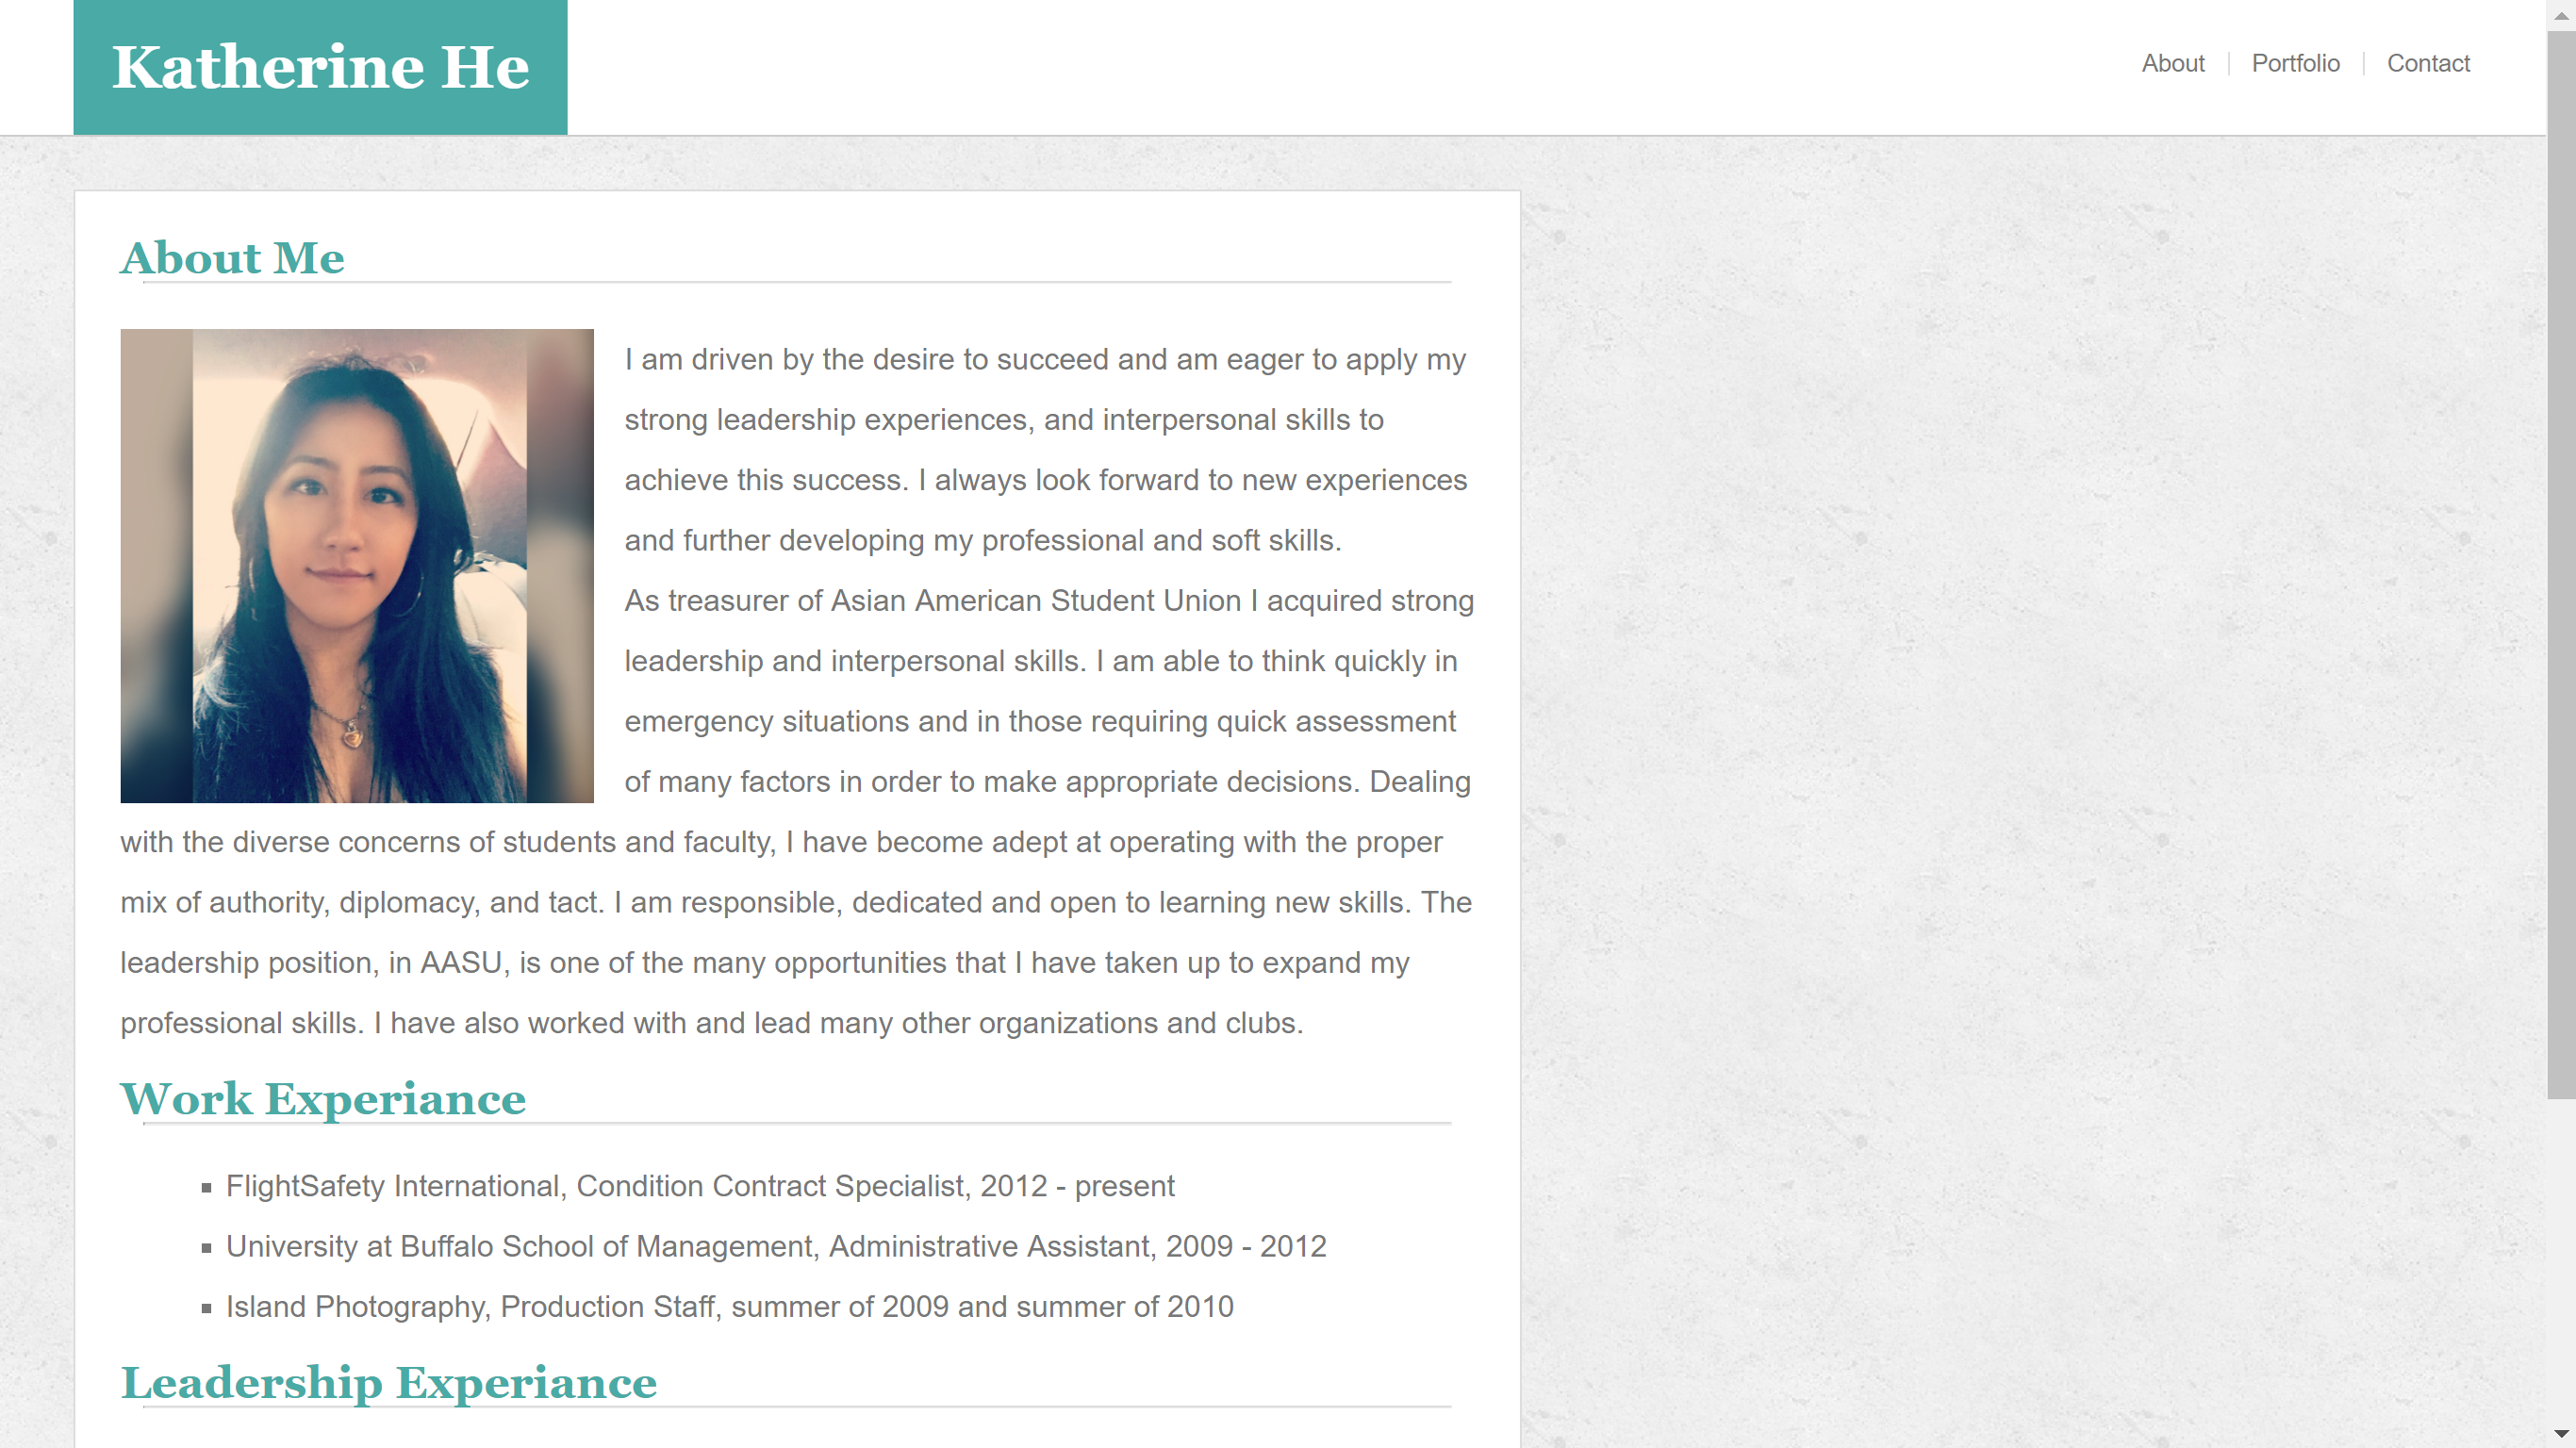 Katherine He
About
Portfolio
Contact
About Me
I am driven by the desire to succeed and am eager to apply my
strong leadership experiences, and interpersonal skills to
achieve this success. I always look forward to new experiences
and further developing my professional and soft skills.
As treasurer of Asian American Student Union I acquired strong
leadership and interpersonal skills. I am able to think quickly in
emergency situations and in those requiring quick assessment
of many factors in order to make appropriate decisions. Dealing
with the diverse concerns of students and faculty, I have become adept at operating with the proper
mix of authority, diplomacy, and tact. I am responsible, dedicated and open to learning new skills. The
leadership position, in AASU, is one of the many opportunities that I have taken up to expand my
professional skills. I have also worked with and lead many other organizations and clubs.
Work Experiance
FlightSafety International, Condition Contract Specialist, 2012 - present
University at Buffalo School of Management, Administrative Assistant, 2009 - 2012
Island Photography, Production Staff, summer of 2009 and summer of 2010
Leadership Experiance